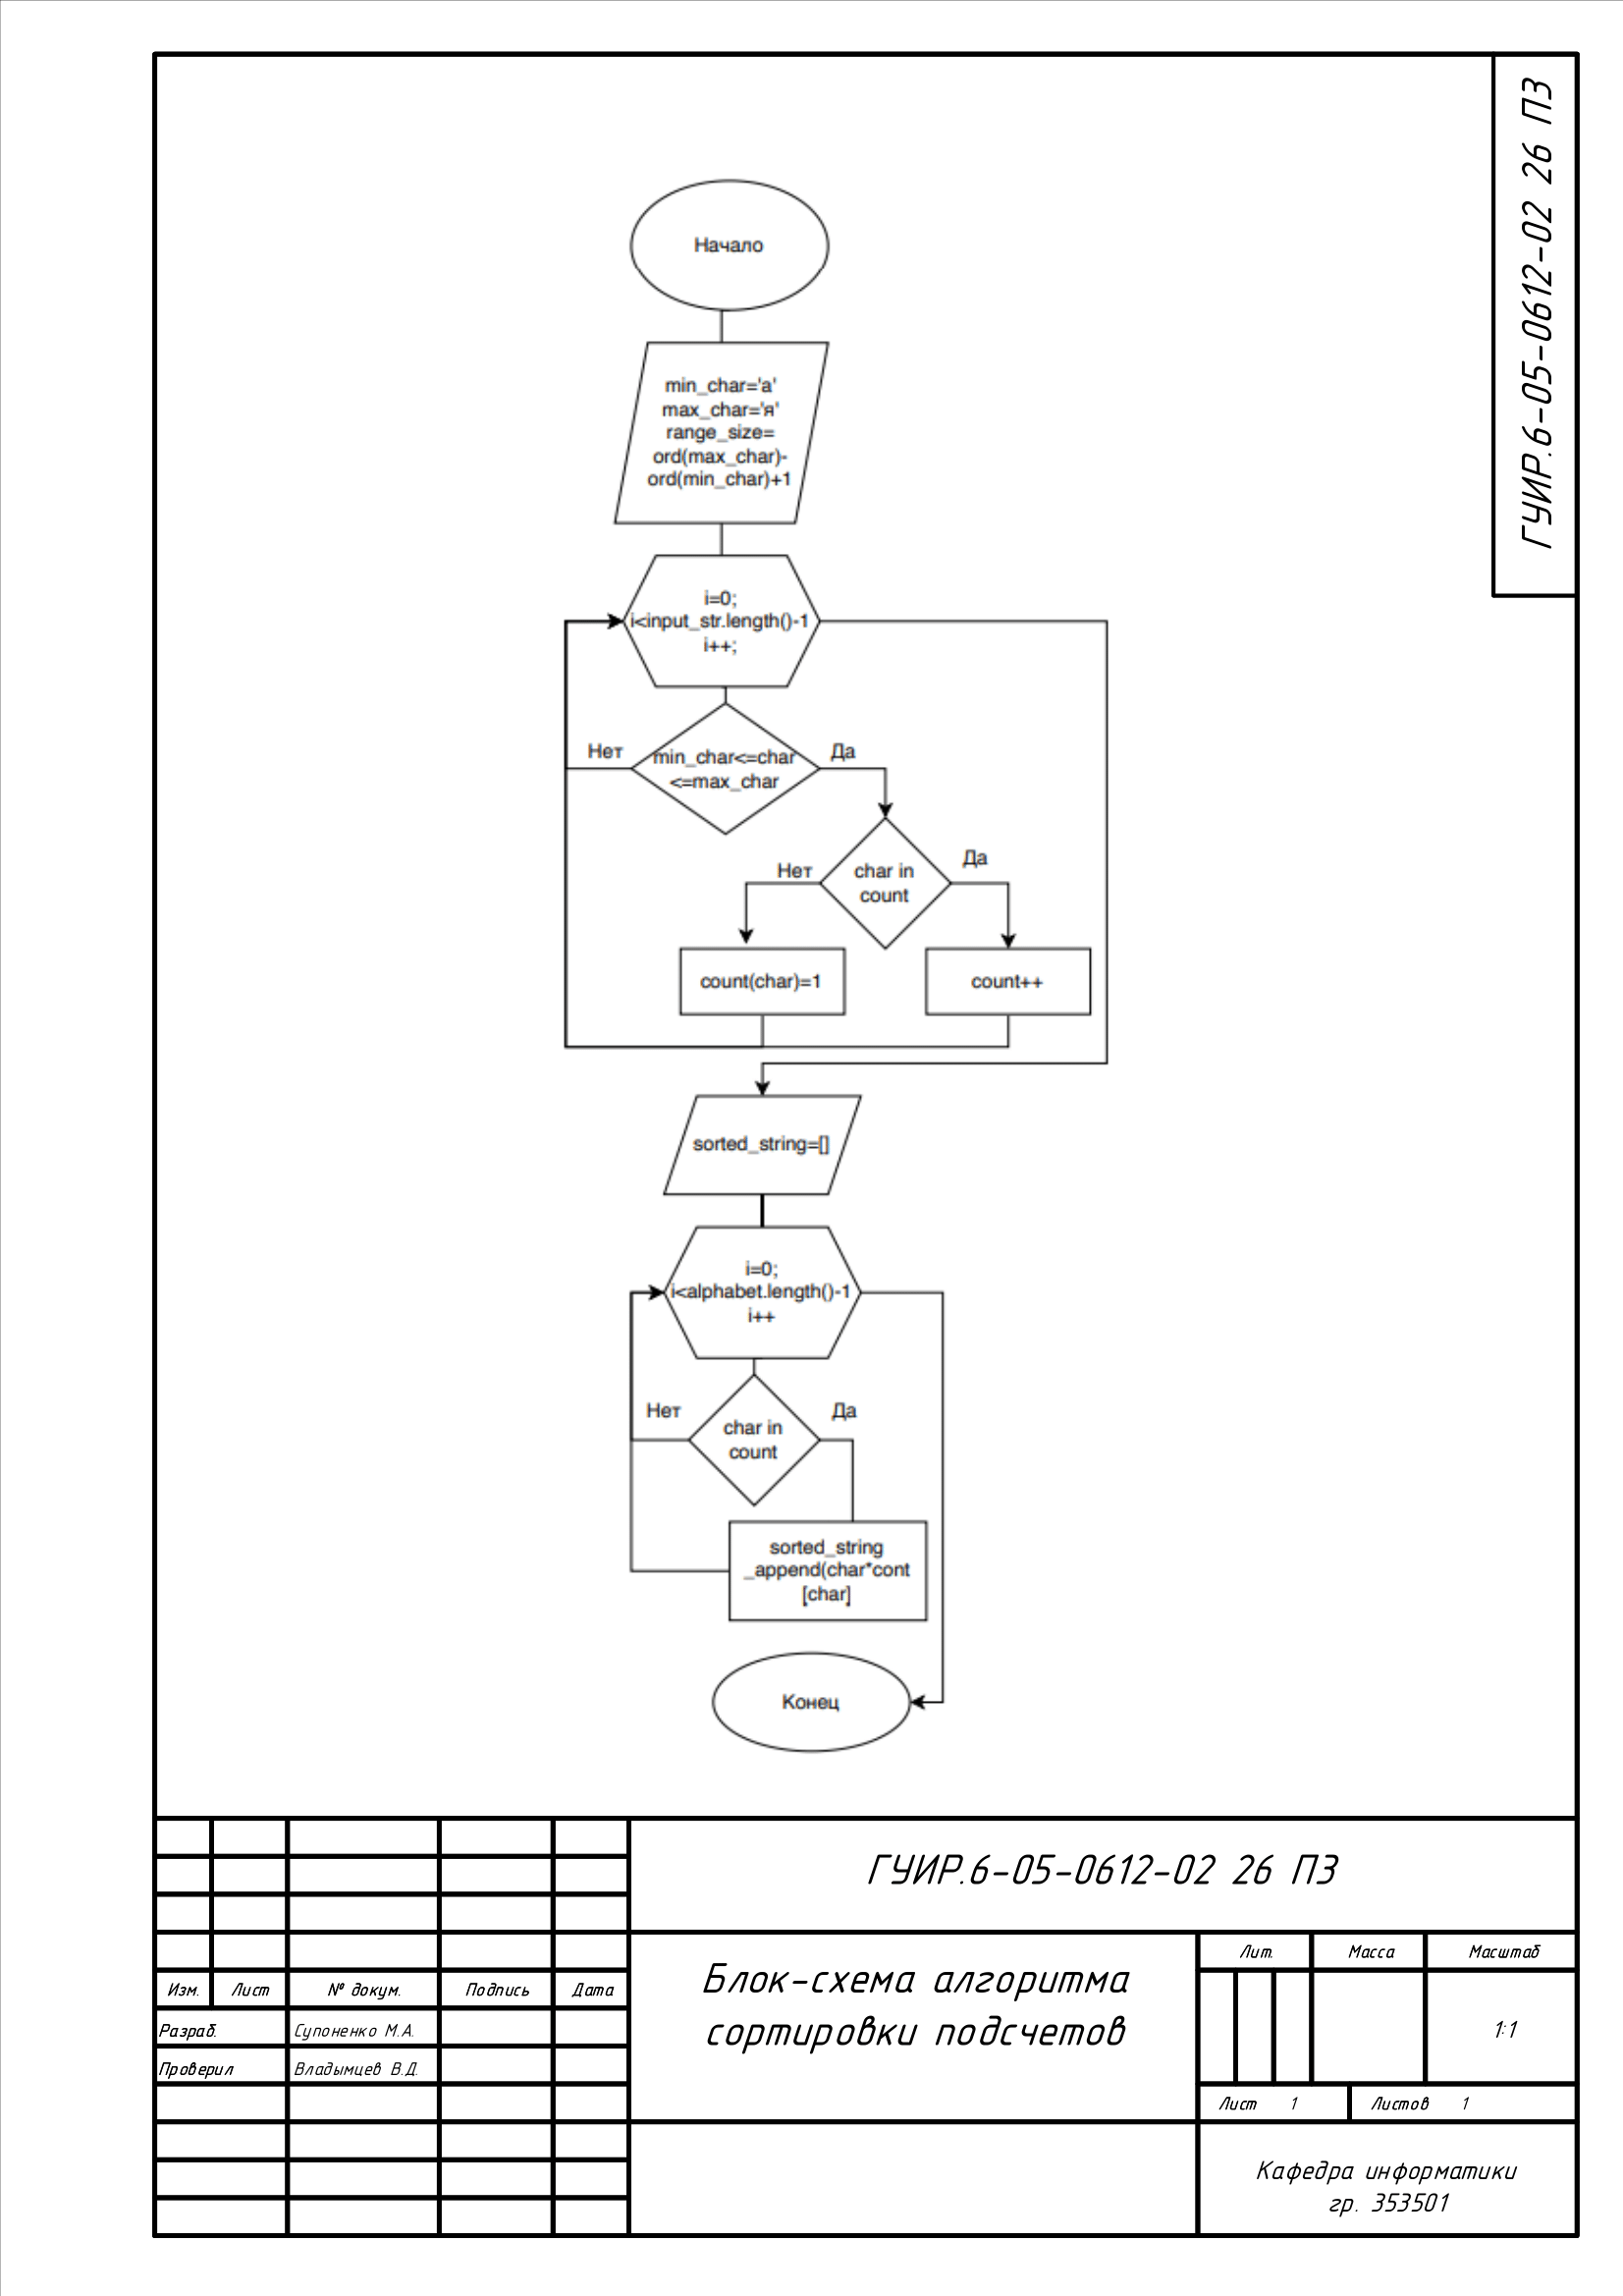 ГУИР.6-05-0612-02 26 ПЗ
Начало
min_char='а'
max_char='я'
range_size=
ord(max_char)-
ord(min_char)+1
i=0;
i<input_str.length()-1
i++;
Нет
min_char<=char
<=max_char
Да
Нет
char in
count
Да
count(char)=1
count++
sorted_string=[]
i=0;
i<alphabet.length()-1
i++
Нет
char in
count
Да
sorted_string
_append(char*cont
[char]
Конец
ГУИР.6-05-0612-02 26 ПЗ
Блок-схема алгоритма
сортировки подсчетов
Лит. Масса Масштаб
1:1
Изм. Лист № докум. Подпись Дата
Разраб. Супоненко М.А.
Проверил Владымцев В.Д.
Лист 1 Листов 1
Кафедра информатики
гр. 353501